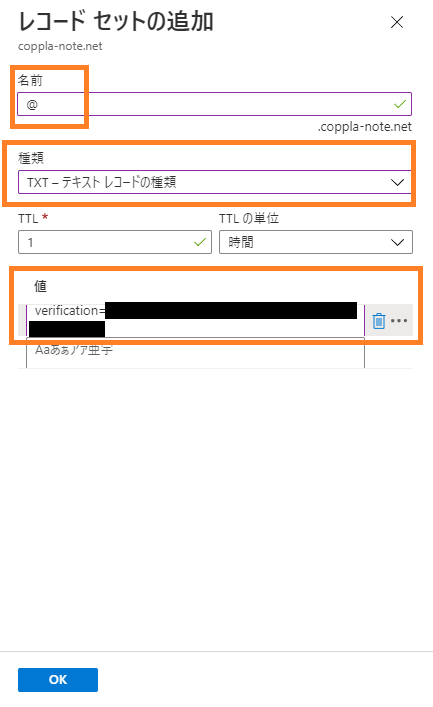 レコード セットの追加
coppla-note.net
名前
@
.coppla-note.net
種類
TXT – テキスト レコードの種類
TTL * TTL の単位
1 時間
値
verification=
Aaあぁアァ亜宇
OK